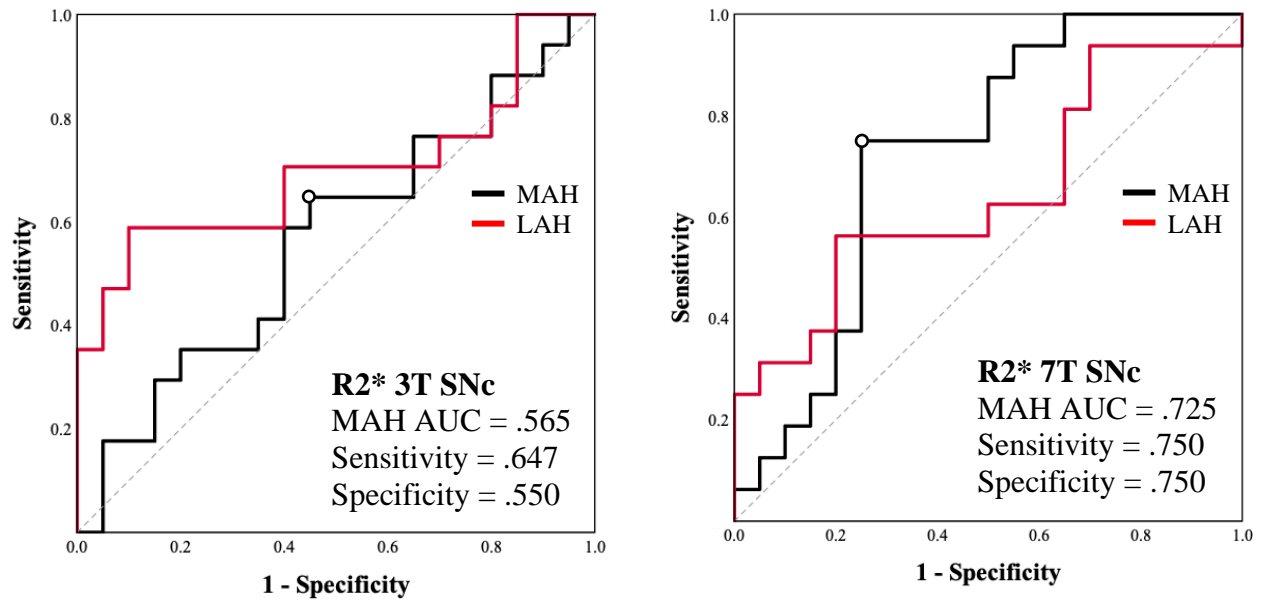 1.0
0.8
0.6
0.4
0.2
Sensitivity
MAH
LAH
R2* 3T SNc
MAH AUC = .565
Sensitivity = .647
Specificity = .550
0.0 0.2 0.4 0.6 0.8 1.0
1 - Specificity
1.0
0.8
0.6
0.4
0.2
Sensitivity
MAH
LAH
R2* 7T SNc
MAH AUC = .725
Sensitivity = .750
Specificity = .750
0.0 0.2 0.4 0.6 0.8 1.0
1 - Specificity